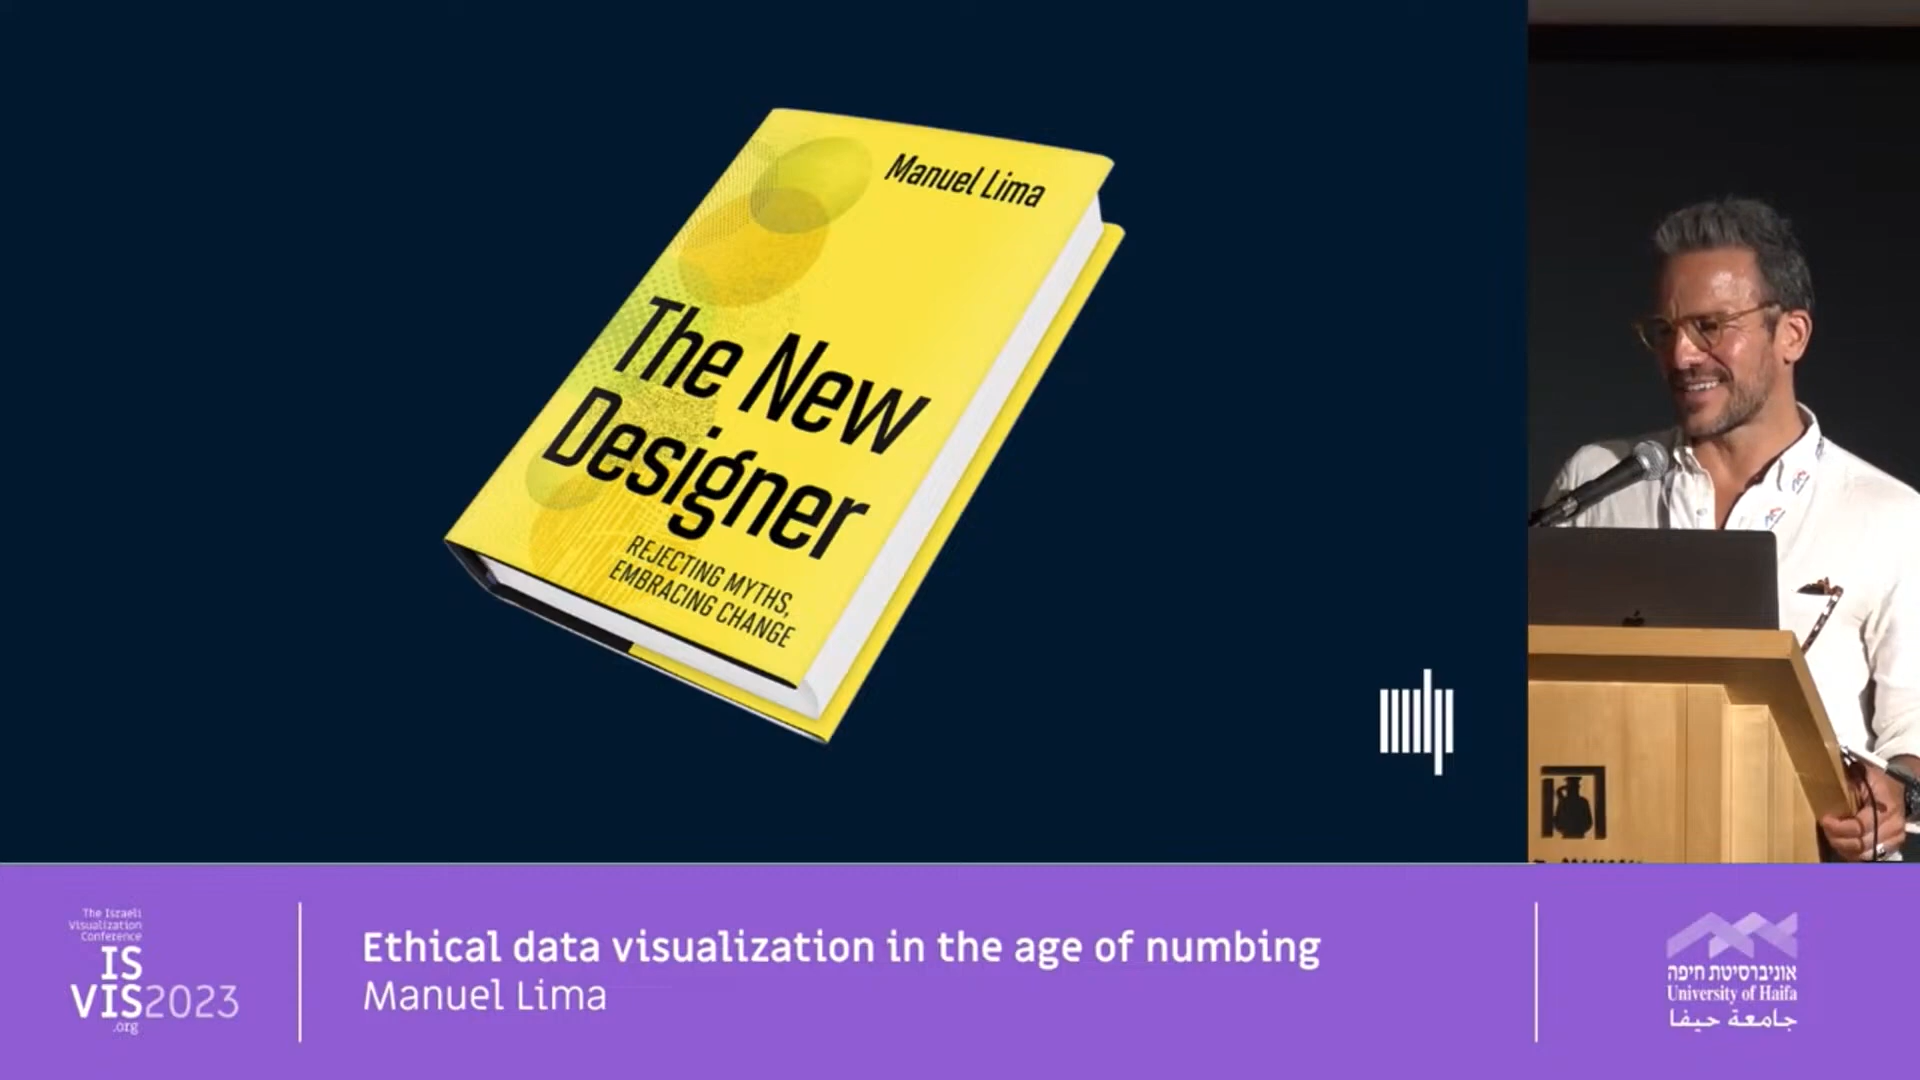 Manuel Lima
The New
Designer
REJECTING MYTHS,
EMBRACING CHANGE
The Israeli
Visualization
Conference
IS
VIS2023
.org
Ethical data visualization in the age of numbing
Manuel Lima
אוניברסיטת חיפה
University of Haifa
جامعة حيفا